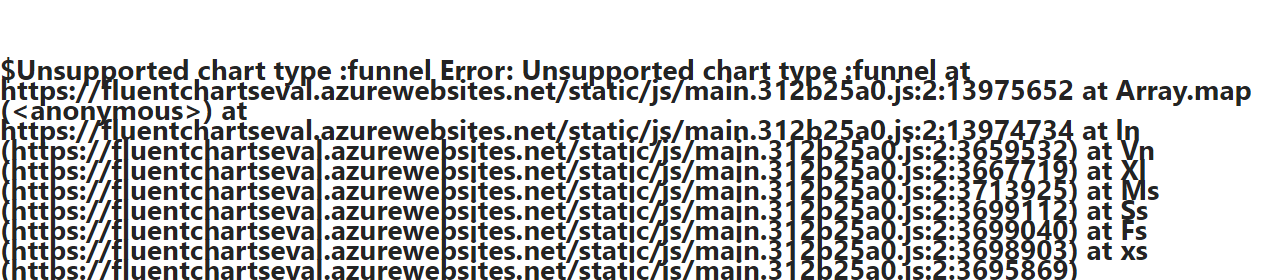 $Unsupported chart type :funnel Error: Unsupported chart type :funnel at
https://fluentchartseval.azurewebsites.net/static/js/main.312b25a0.js:2:13975652 at Array.map
(<anonymous>) at
https://fluentchartseval.azurewebsites.net/static/js/main.312b25a0.js:2:13974734 at ln
(https://fluentchartseval.azurewebsites.net/static/js/main.312b25a0.js:2:3659532) at Vn
(https://fluentchartseval.azurewebsites.net/static/js/main.312b25a0.js:2:3667719) at Xl
(https://fluentchartseval.azurewebsites.net/static/js/main.312b25a0.js:2:3713925) at Ms
(https://fluentchartseval.azurewebsites.net/static/js/main.312b25a0.js:2:3699112) at Ss
(https://fluentchartseval.azurewebsites.net/static/js/main.312b25a0.js:2:3699040) at Fs
(https://fluentchartseval.azurewebsites.net/static/js/main.312b25a0.js:2:3698903) at xs
(https://fluentchartseval.azurewebsites.net/static/js/main.312b25a0.js:2:3695869)